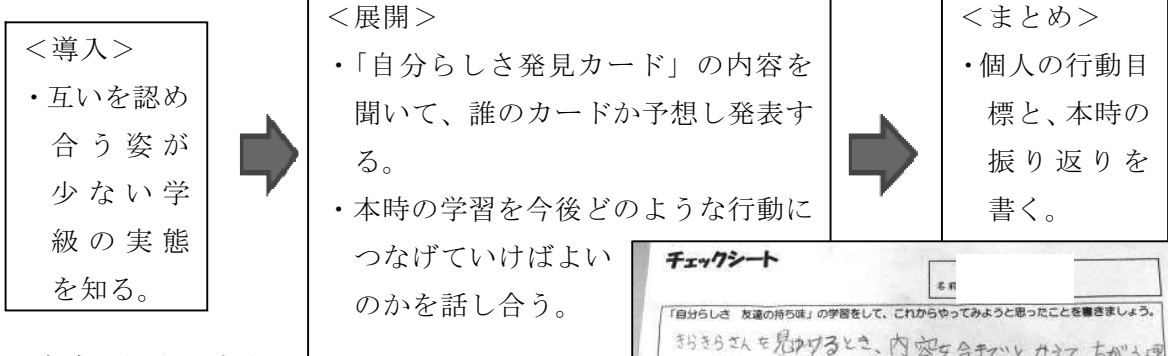 ＜導入＞
・互いを認め
合う姿が
少ない学
級の実態
を知る。
＜展開＞
・「自分らしさ発見カード」の内容を
聞いて、誰のカードか予想し発表す
る。
・本時の学習を今後どのような行動に
つなげていけばよい
のかを話し合う。
＜まとめ＞
・個人の行動目
標と、本時の
振り返りを
書く。
チェックシート
名前
「自分らしさ 友達の持ち味」の学習をして、これからやってみようと思ったことを書きましょう。
きらきらさんを見つけるとき、内容を今までと